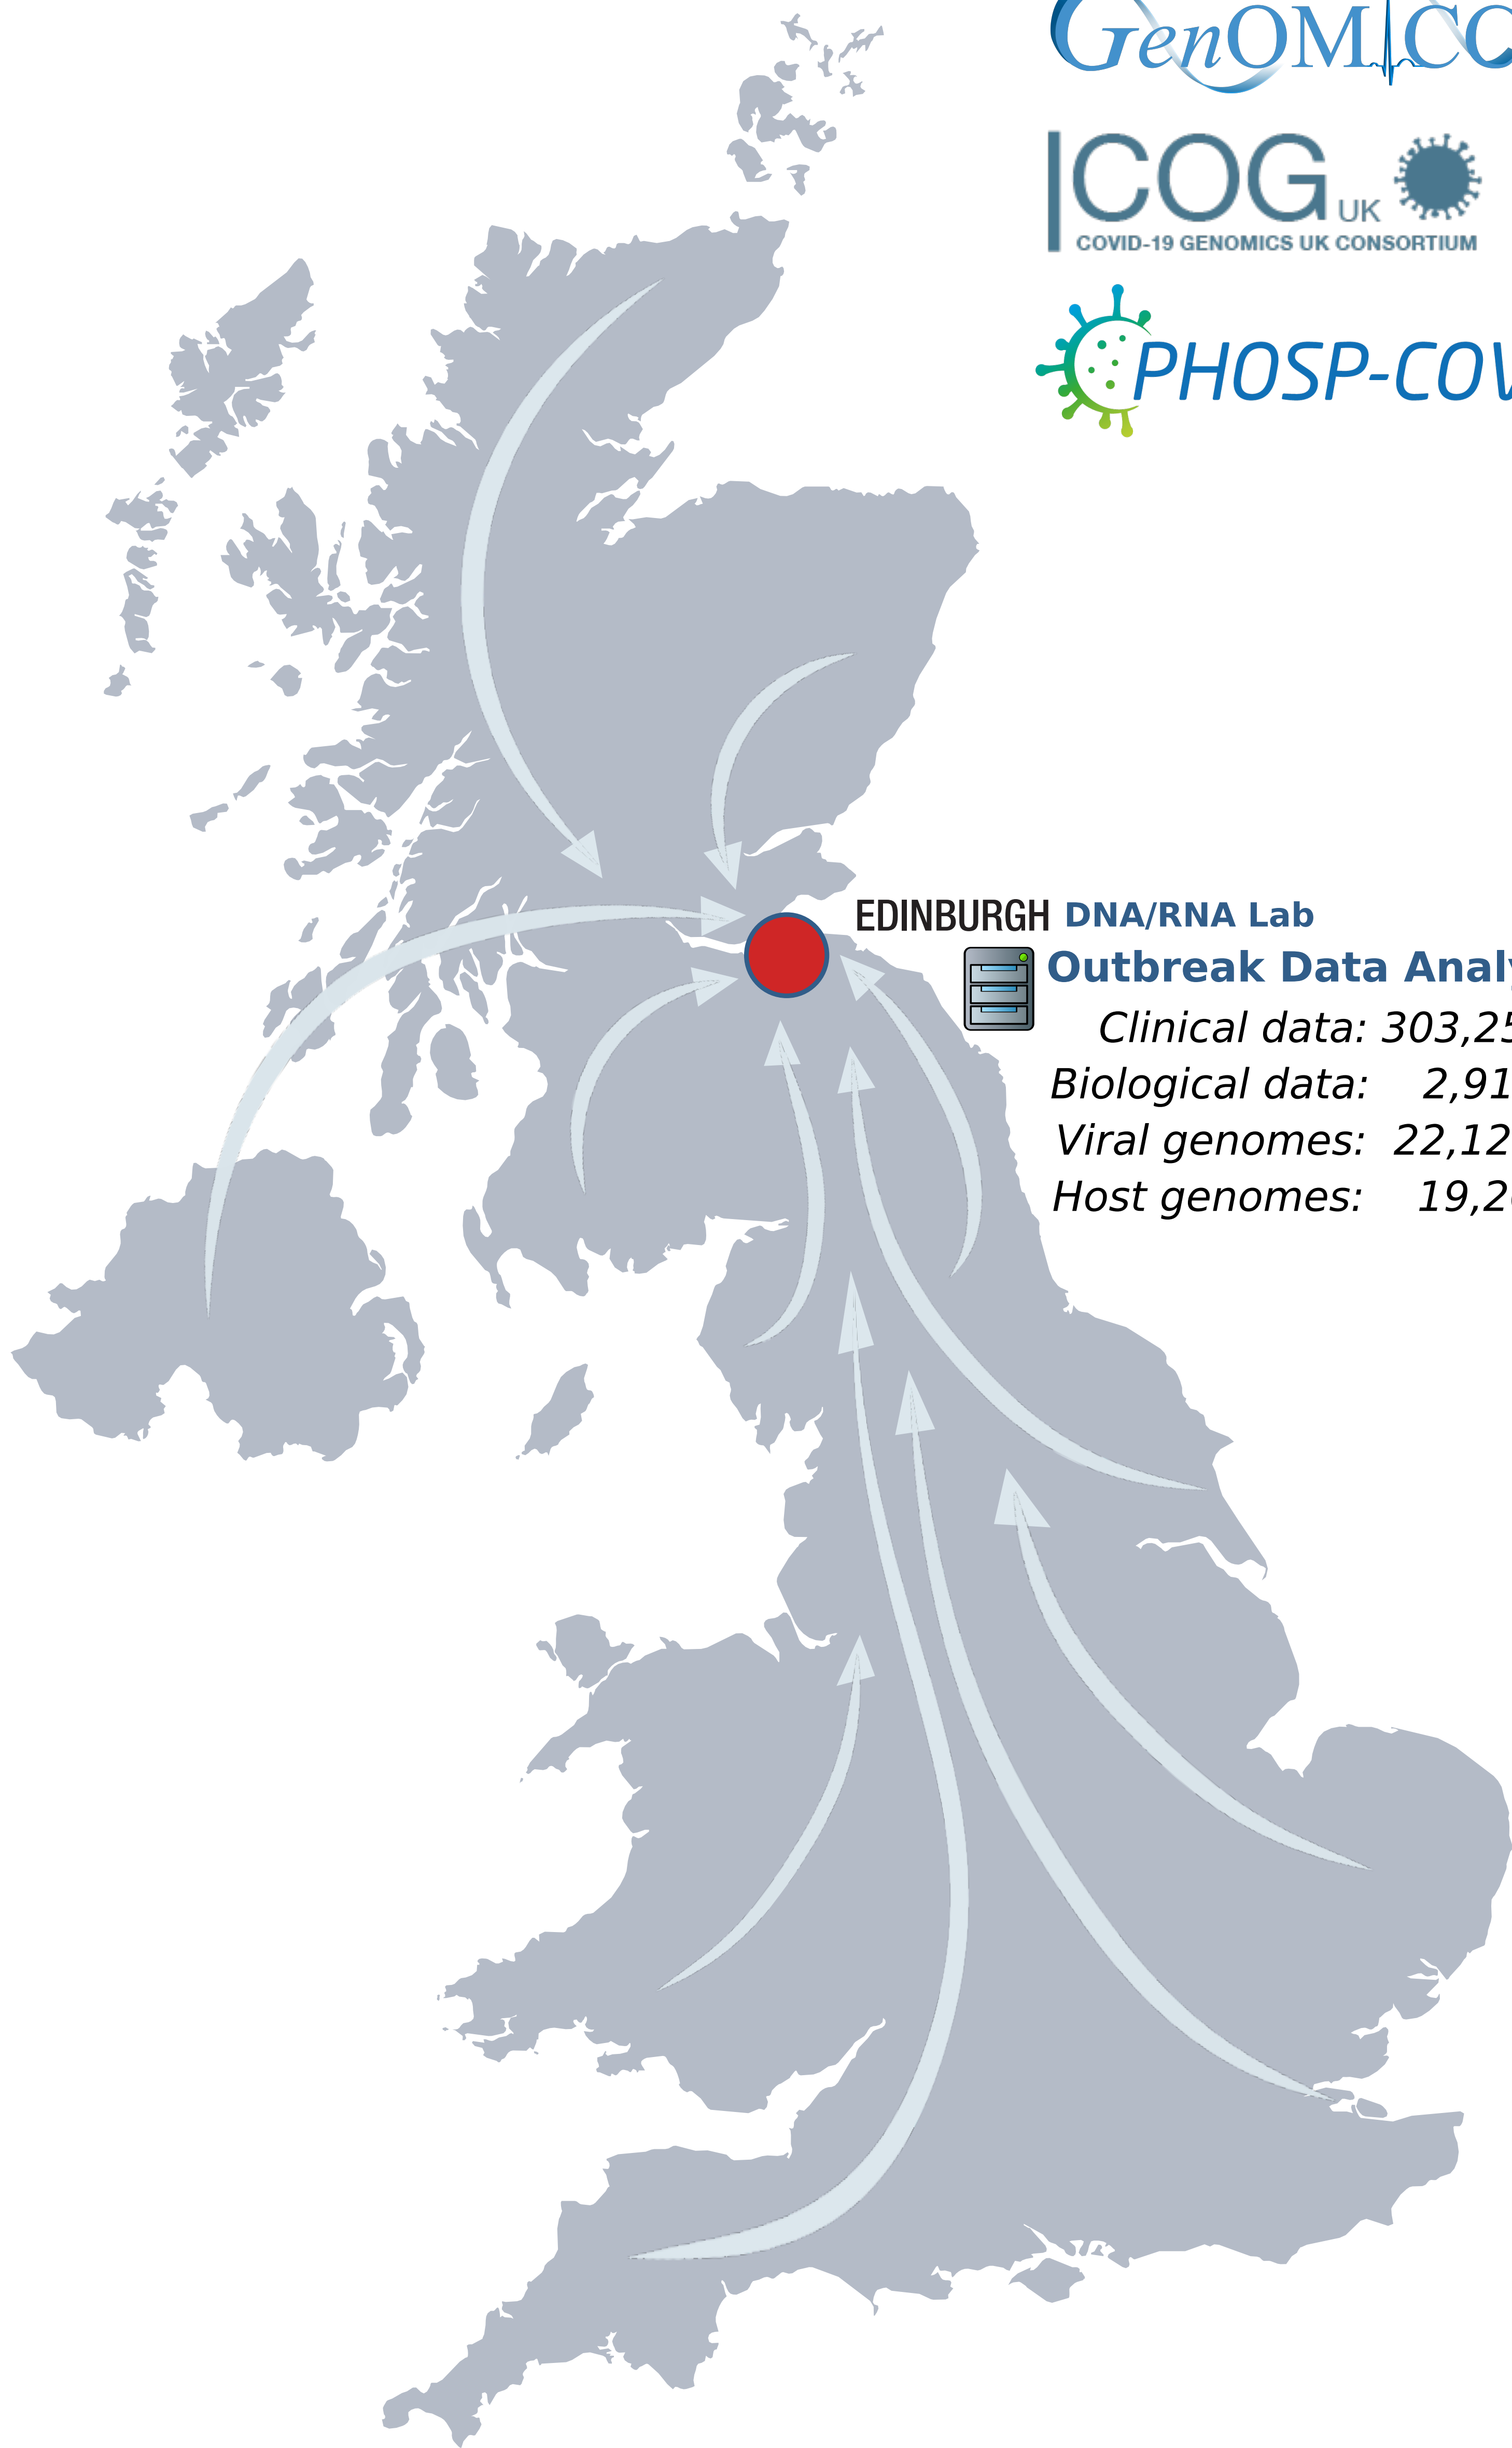 GenOMICC
COG UK
COVID-19 GENOMICS UK CONSORTIUM
PHOSP-COV
EDINBURGH DNA/RNA Lab
Outbreak Data Analy
Clinical data: 303,25
Biological data: 2,91
Viral genomes: 22,12
Host genomes: 19,2